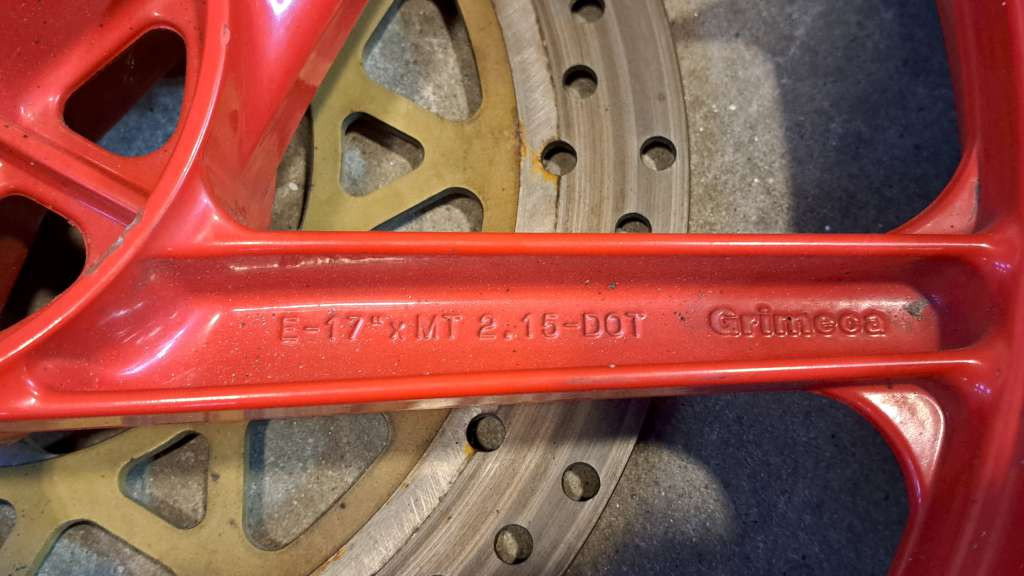 E-17"x MT 2.15-DOT Grimeca